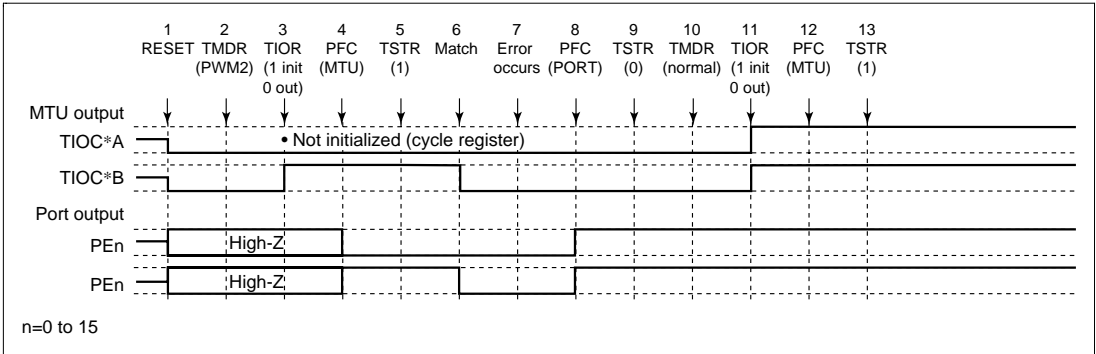 1 2 3 4 5 6 7 8 9 10 11 12 13
RESET TMDR TIOR PFC TSTR Match Error PFC TSTR TMDR TIOR PFC TSTR
(PWM2) (1 init (MTU) (1) occurs (PORT) (0) (normal) (1 init (MTU) (1)
0 out) 0 out)
MTU output
TIOC*A • Not initialized (cycle register)
TIOC*B
Port output
PEn High-Z
PEn High-Z
n=0 to 15